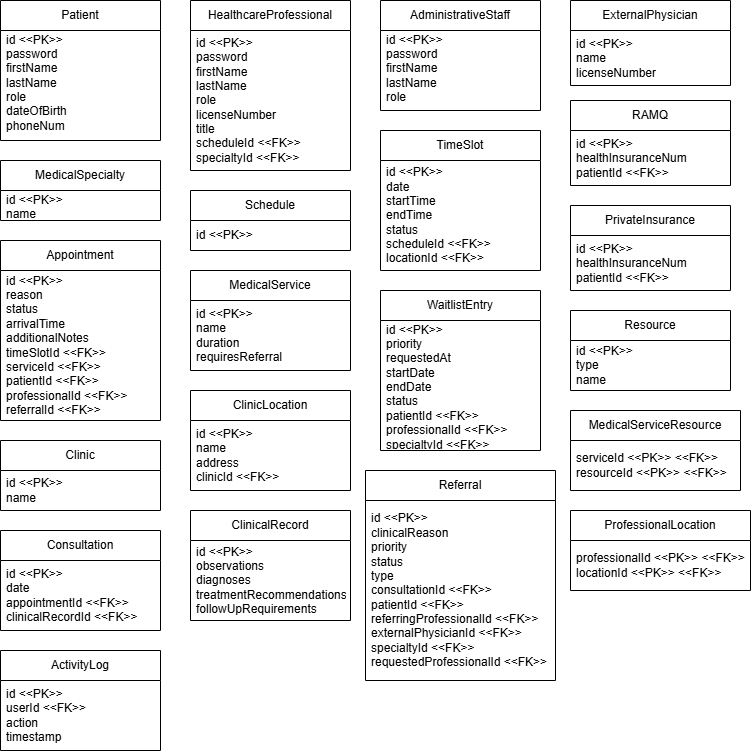 Patient
id <<PK>>
password
firstName
lastName
role
dateOfBirth
phoneNum
MedicalSpecialty
id <<PK>>
name
Appointment
id <<PK>>
reason
status
arrivalTime
additionalNotes
timeSlotId <<FK>>
serviceId <<FK>>
patientId <<FK>>
professionalId <<FK>>
referralId <<FK>>
Clinic
id <<PK>>
name
Consultation
id <<PK>>
date
appointmentId <<FK>>
clinicalRecordId <<FK>>
ActivityLog
id <<PK>>
userId <<FK>>
action
timestamp
HealthcareProfessional
id <<PK>>
password
firstName
lastName
role
licenseNumber
title
scheduleId <<FK>>
specialtyId <<FK>>
Schedule
id <<PK>>
MedicalService
id <<PK>>
name
duration
requiresReferral
ClinicLocation
id <<PK>>
name
address
clinicId <<FK>>
ClinicalRecord
id <<PK>>
observations
diagnoses
treatmentRecommendations
followUpRequirements
AdministrativeStaff
id <<PK>>
password
firstName
lastName
role
TimeSlot
id <<PK>>
date
startTime
endTime
status
scheduleId <<FK>>
locationId <<FK>>
WaitlistEntry
id <<PK>>
priority
requestedAt
startDate
endDate
status
patientId <<FK>>
professionalId <<FK>>
specialtyId <<FK>>
Referral
id <<PK>>
clinicalReason
priority
status
type
consultationId <<FK>>
patientId <<FK>>
referringProfessionalId <<FK>>
externalPhysicianId <<FK>>
specialtyId <<FK>>
requestedProfessionalId <<FK>>
ExternalPhysician
id <<PK>>
name
licenseNumber
RAMQ
id <<PK>>
healthInsuranceNum
patientId <<FK>>
PrivateInsurance
id <<PK>>
healthInsuranceNum
patientId <<FK>>
Resource
id <<PK>>
type
name
MedicalServiceResource
serviceId <<PK>> <<FK>>
resourceId <<PK>> <<FK>>
ProfessionalLocation
professionalId <<PK>> <<FK>>
locationId <<PK>> <<FK>>